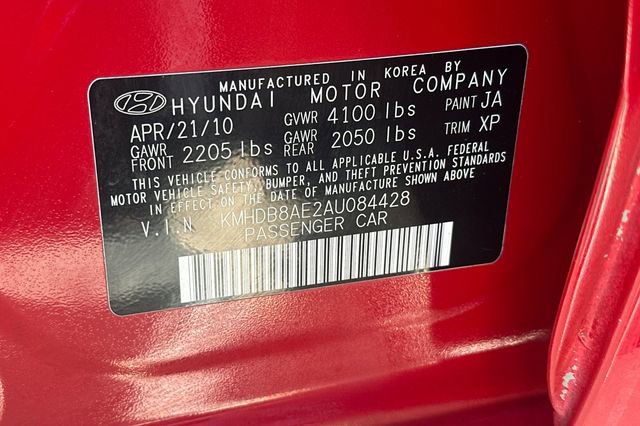 MANUFACTURED IN KOREA BY
HYUNDAI MOTOR COMPANY
APR/21/10 GVWR 4100 lbs PAINT JA
GAWR FRONT 2205 lbs GAWR REAR 2050 lbs TRIM XP
THIS VEHICLE CONFORMS TO ALL APPLICABLE U.S.A. FEDERAL
MOTOR VEHICLE SAFETY, BUMPER, AND THEFT PREVENTION STANDARDS
IN EFFECT ON THE DATE OF MANUFACTURE SHOWN ABOVE
V.I.N KMHDB8AE2AU084428
PASSENGER CAR